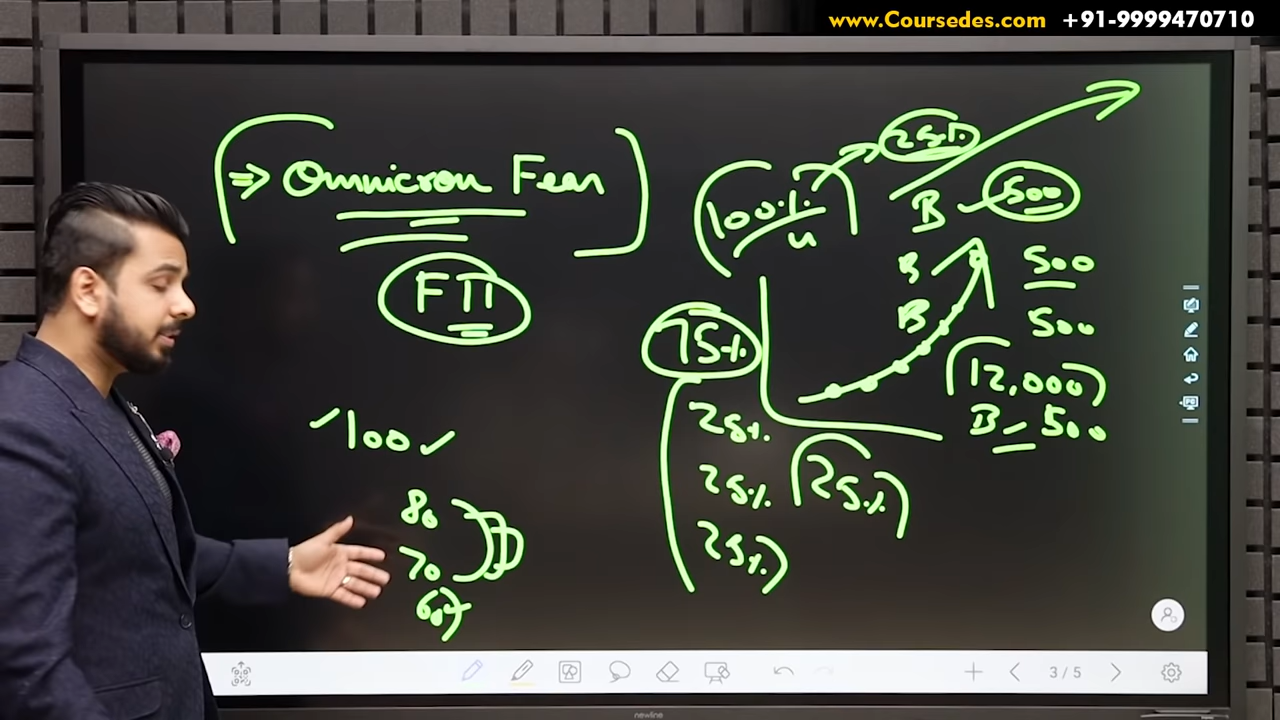 www.Coursedes.com +91-9999470710
⇒ Omnicron Fear
FII
100
80
70
60
100%
25%
B - 500
B 500
B 500
(12,000)
B - 500
75%
25%
25% (25%)
25%
3/5
newline